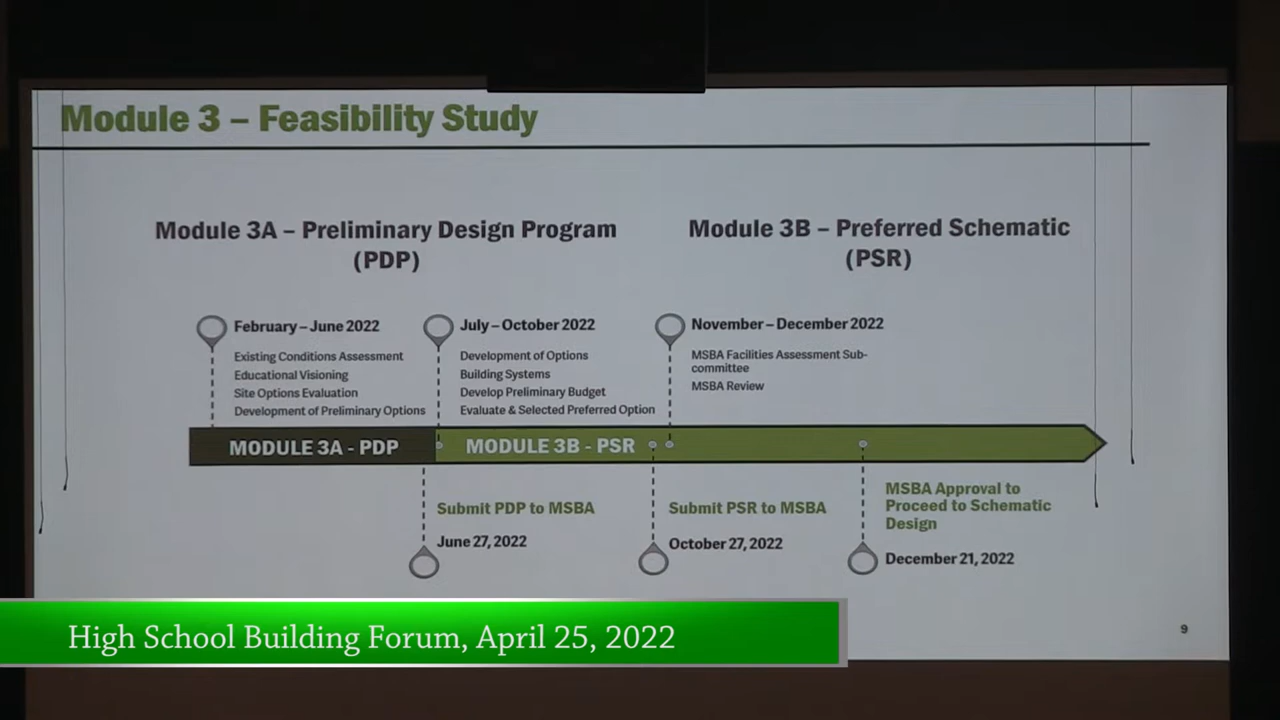 Module 3 – Feasibility Study
Module 3A – Preliminary Design Program
(PDP)
Module 3B – Preferred Schematic
(PSR)
February – June 2022
Existing Conditions Assessment
Educational Visioning
Site Options Evaluation
Development of Preliminary Options
July – October 2022
Development of Options
Building Systems
Develop Preliminary Budget
Evaluate & Selected Preferred Option
November – December 2022
MSBA Facilities Assessment Sub-
committee
MSBA Review
MODULE 3A - PDP
MODULE 3B - PSR
Submit PDP to MSBA
June 27, 2022
Submit PSR to MSBA
October 27, 2022
MSBA Approval to
Proceed to Schematic
Design
December 21, 2022
9
High School Building Forum, April 25, 2022